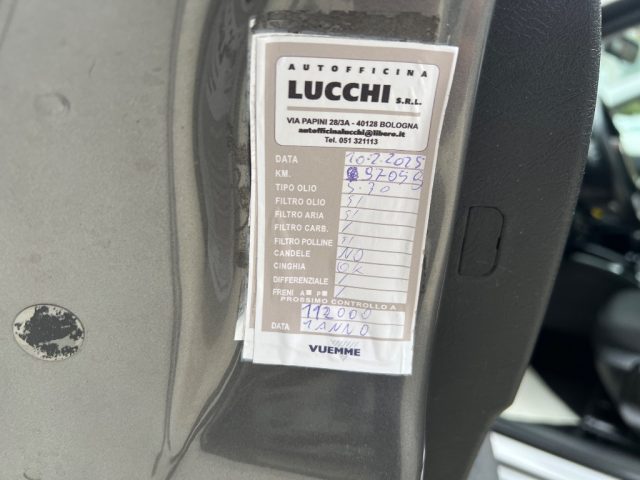 AUTOFFICINA
LUCCHI S.R.L.
VIA PAPINI 28/3A - 40128 BOLOGNA
autofficinalucchi@libero.it
Tel. 051 321113
DATA 10.2.2025
KM. 97059
TIPO OLIO 5.30
FILTRO OLIO SI
FILTRO ARIA SI
FILTRO CARB. /
FILTRO POLLINE SI
CANDELE NO
CINGHIA OK
DIFFERENZIALE /
FRENI A P /
PROSSIMO CONTROLLO A
112000
DATA 1 ANNO
VUEMME